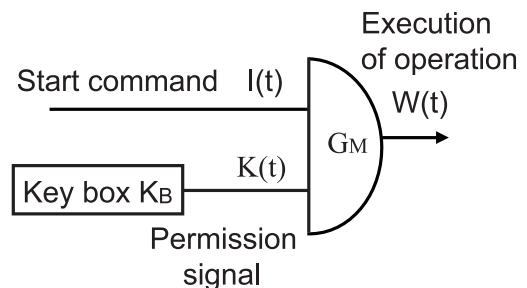 Execution
of operation
Start command I(t)
W(t)
GM
K(t)
Key box KB
Permission
signal